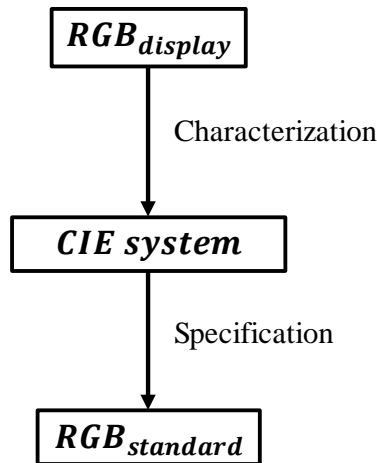 RGB_display
Characterization
CIE system
Specification
RGB_standard